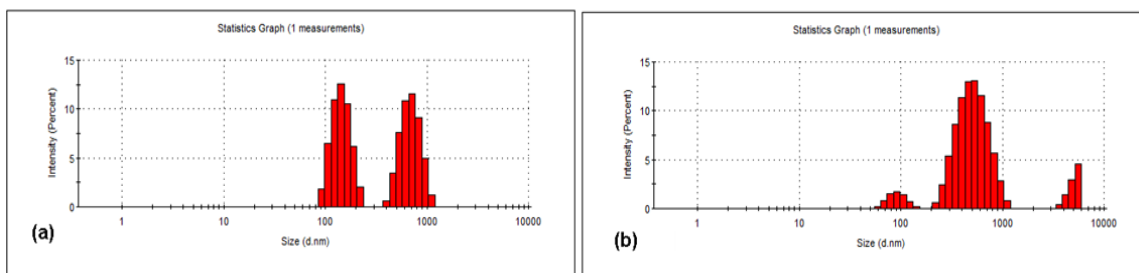 Statistics Graph (1 measurements)
15
10
5
0
Intensity (Percent)
1 10 100 1000 10000
Size (d.nm)
(a)
Statistics Graph (1 measurements)
15
10
5
0
Intensity (Percent)
1 10 100 1000 10000
Size (d.nm)
(b)